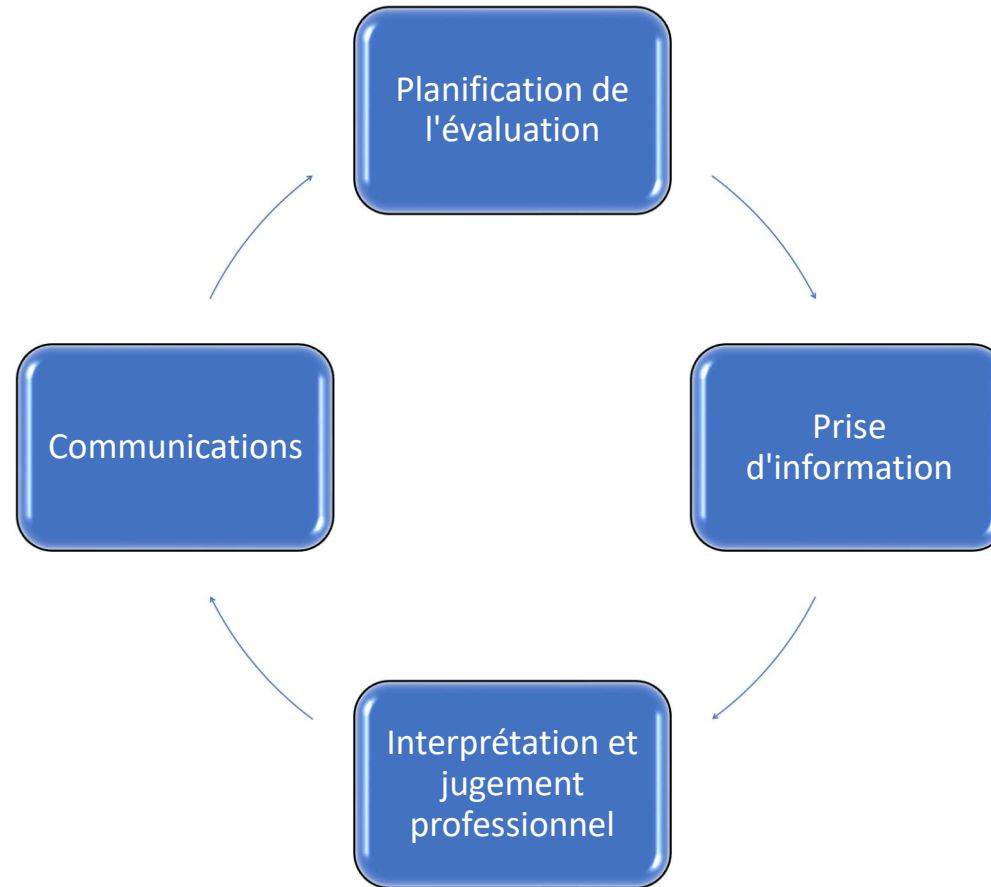 Planification de
l'évaluation
Prise
d'information
Interprétation et
jugement
professionnel
Communications